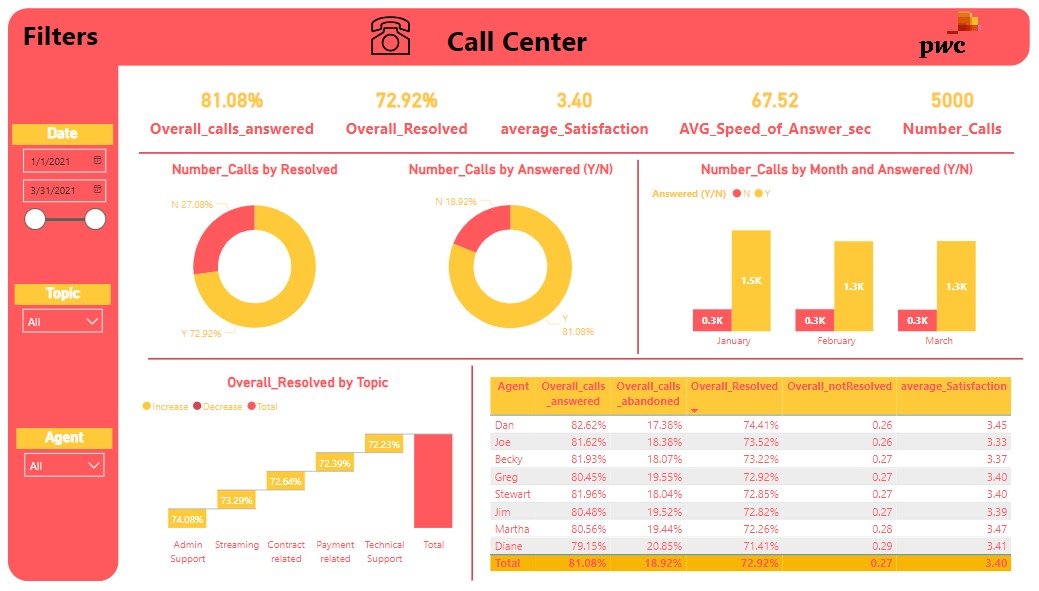 Filters
Call Center
pwc
Date
1/1/2021
3/31/2021
Topic
All
Agent
All
81.08%
Overall_calls_answered
72.92%
Overall_Resolved
3.40
average_Satisfaction
67.52
AVG_Speed_of_Answer_sec
5000
Number_Calls
Number_Calls by Resolved
N 27.08%
Y 72.92%
Number_Calls by Answered (Y/N)
N 18.92%
Y
81.08%
Number_Calls by Month and Answered (Y/N)
Answered (Y/N) N Y
0.3K 1.5K 0.3K 1.3K 0.3K 1.3K
January February March
Overall_Resolved by Topic
Increase Decrease Total
72.23%
72.39%
72.64%
73.29%
74.08%
Admin Support
Streaming
Contract related
Payment related
Technical Support
Total
Agent Overall_calls_answered Overall_calls_abandoned Overall_Resolved Overall_notResolved average_Satisfaction
Dan 82.62% 17.38% 74.41% 0.26 3.45
Joe 81.62% 18.38% 73.52% 0.26 3.33
Becky 81.93% 18.07% 73.22% 0.27 3.37
Greg 80.45% 19.55% 72.92% 0.27 3.40
Stewart 81.96% 18.04% 72.85% 0.27 3.40
Jim 80.48% 19.52% 72.82% 0.27 3.39
Martha 80.56% 19.44% 72.26% 0.28 3.47
Diane 79.15% 20.85% 71.41% 0.29 3.41
Total 81.08% 18.92% 72.92% 0.27 3.40